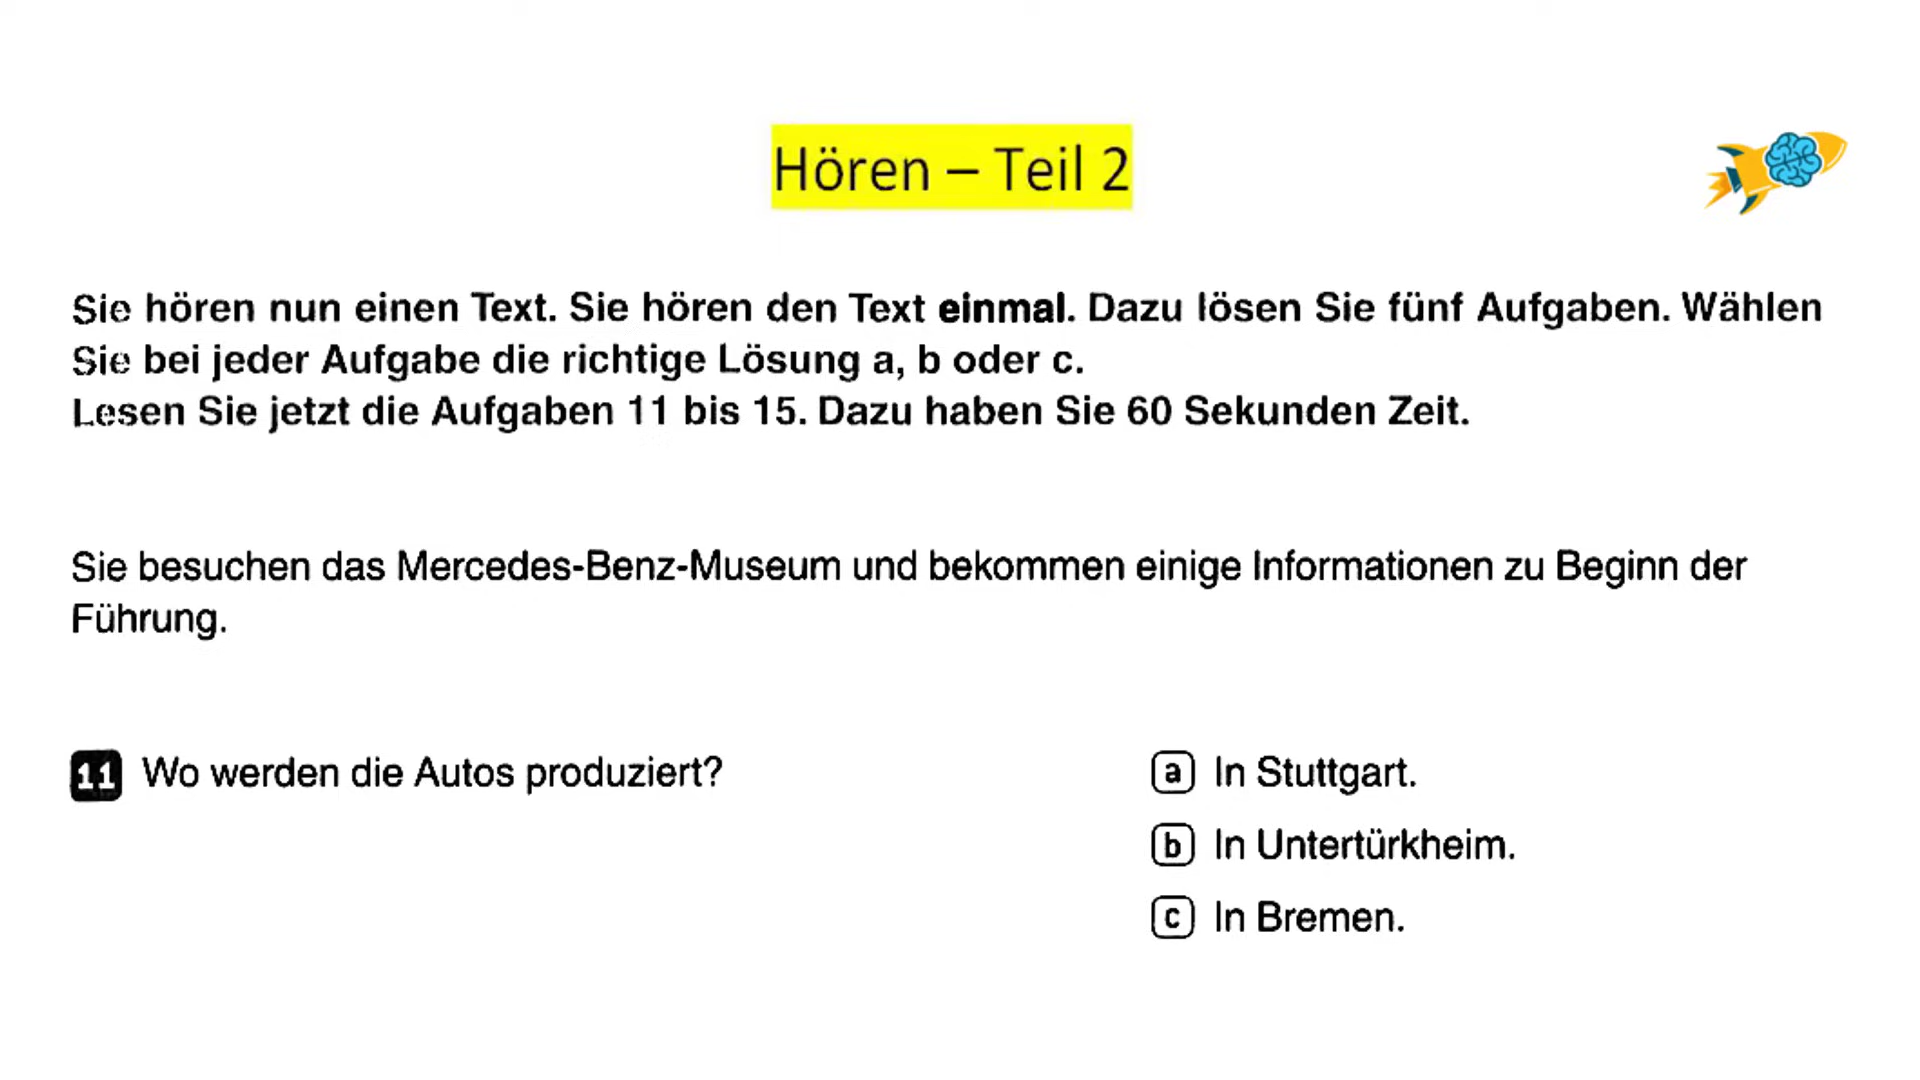 Hören – Teil 2
Sie hören nun einen Text. Sie hören den Text einmal. Dazu lösen Sie fünf Aufgaben. Wählen
Sie bei jeder Aufgabe die richtige Lösung a, b oder c.
Lesen Sie jetzt die Aufgaben 11 bis 15. Dazu haben Sie 60 Sekunden Zeit.
Sie besuchen das Mercedes-Benz-Museum und bekommen einige Informationen zu Beginn der
Führung.
11 Wo werden die Autos produziert?
a In Stuttgart.
b In Untertürkheim.
c In Bremen.